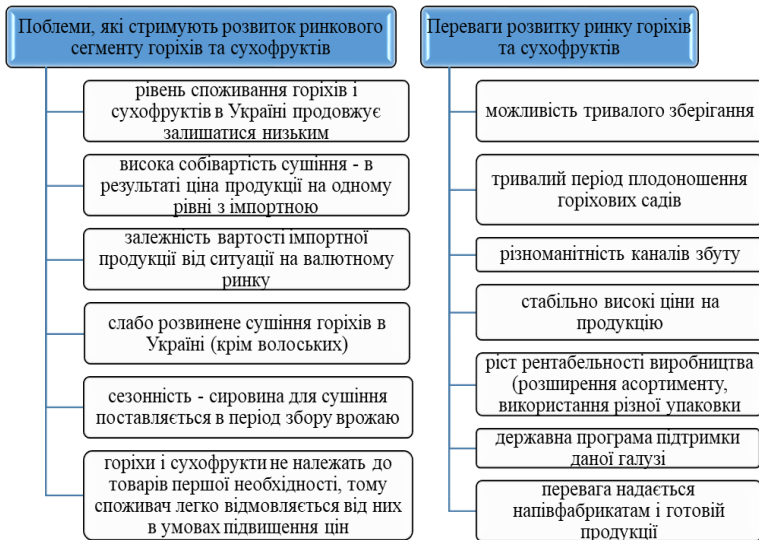 Поблеми, які стримують розвиток ринкового
сегменту горіхів та сухофруктів
рівень споживання горіхів і
сухофруктів в Україні продовжує
залишатися низьким
висока собівартість сушіння - в
результаті ціна продукції на одному
рівні з імпортною
залежність вартості імпортної
продукції від ситуації на валютному
ринку
слабо розвинене сушіння горіхів в
Україні (крім волоських)
сезонність - сировина для сушіння
поставляється в період збору врожаю
горіхи і сухофрукти не належать до
товарів першої необхідності, тому
споживач легко відмовляється від них
в умовах підвищення цін
Переваги розвитку ринку горіхів
та сухофруктів
можливість тривалого зберігання
тривалий період плодоношення
горіхових садів
різноманітність каналів збуту
стабільно високі ціни на
продукцію
ріст рентабельності виробництва
(розширення асортименту,
використання різної упаковки
державна програма підтримки
даної галузі
перевага надається
напівфабрикатам і готовій
продукції